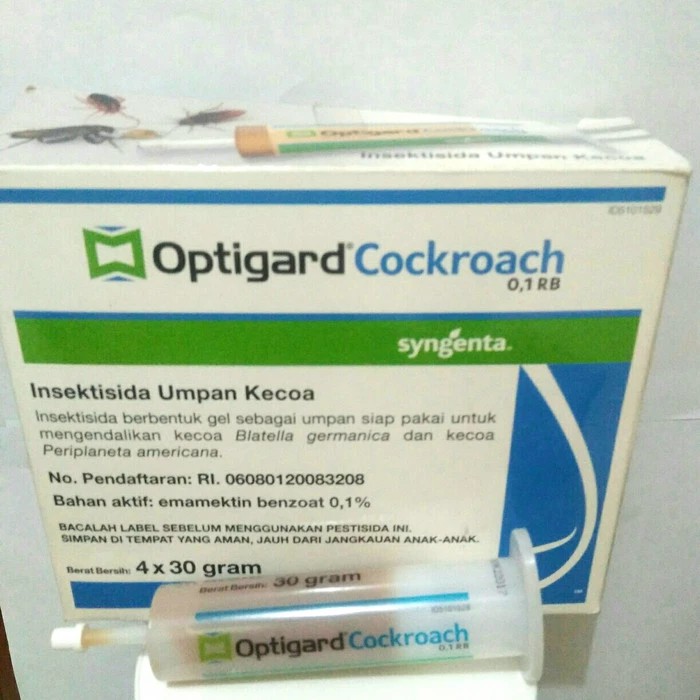 Optigard Cockroach
Insektisida Umpan Kecoa
ID6101529
Optigard® Cockroach
0,1 RB
syngenta.
Insektisida Umpan Kecoa
Insektisida berbentuk gel sebagai umpan siap pakai untuk
mengendalikan kecoa Blatella germanica dan kecoa
Periplaneta americana.
No. Pendaftaran: RI. 06080120083208
Bahan aktif: emamektin benzoat 0,1%
BACALAH LABEL SEBELUM MENGGUNAKAN PESTISIDA INI.
SIMPAN DI TEMPAT YANG AMAN, JAUH DARI JANGKAUAN ANAK-ANAK.
Berat Bersih: 4 x 30 gram
Berat Bersih: 30 gram
Optigard® Cockroach
0,1 RB